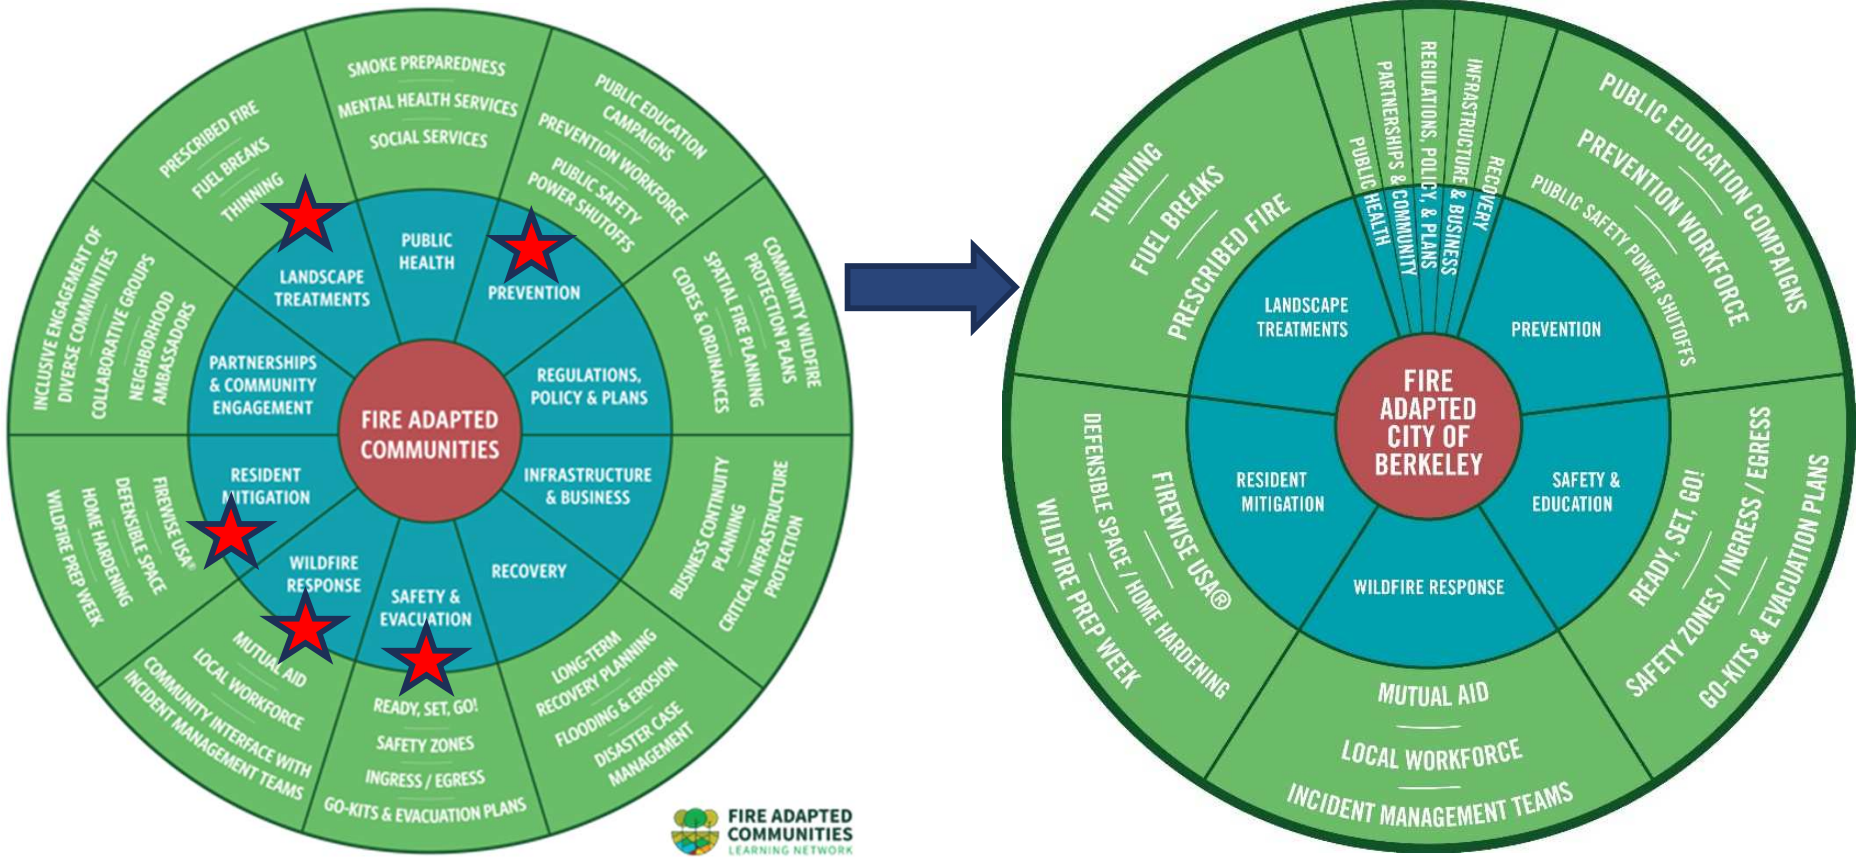 SMOKE PREPAREDNESS
MENTAL HEALTH SERVICES
SOCIAL SERVICES
PUBLIC
HEALTH
PUBLIC EDUCATION
CAMPAIGNS
PREVENTION WORKFORCE
PUBLIC SAFETY
POWER SHUTOFFS
PREVENTION
COMMUNITY WILDFIRE
PROTECTION PLANS
SPATIAL FIRE PLANNING
CODES & ORDINANCES
REGULATIONS,
POLICY & PLANS
BUSINESS CONTINUITY
PLANNING
CRITICAL INFRASTRUCTURE
PROTECTION
INFRASTRUCTURE
& BUSINESS
LONG-TERM
RECOVERY PLANNING
FLOODING & EROSION
DISASTER CASE
MANAGEMENT
RECOVERY
SAFETY &
EVACUATION
READY, SET, GO!
SAFETY ZONES
INGRESS / EGRESS
GO-KITS & EVACUATION PLANS
WILDFIRE
RESPONSE
MUTUAL AID
LOCAL WORKFORCE
COMMUNITY INTERFACE WITH
INCIDENT MANAGEMENT TEAMS
RESIDENT
MITIGATION
FIREWISE USA®
DEFENSIBLE SPACE
HOME HARDENING
WILDFIRE PREP WEEK
PARTNERSHIPS
& COMMUNITY
ENGAGEMENT
INCLUSIVE ENGAGEMENT OF
DIVERSE COMMUNITIES
COLLABORATIVE GROUPS
NEIGHBORHOOD
AMBASSADORS
LANDSCAPE
TREATMENTS
PRESCRIBED FIRE
FUEL BREAKS
THINNING
FIRE ADAPTED
COMMUNITIES
FIRE ADAPTED
COMMUNITIES
LEARNING NETWORK
PUBLIC HEALTH
PARTNERSHIPS & COMMUNITY
REGULATIONS, POLICY, & PLANS
INFRASTRUCTURE & BUSINESS
RECOVERY
PUBLIC EDUCATION COMPAIGNS
PREVENTION WORKFORCE
PUBLIC SAFETY POWER SHUTOFFS
PREVENTION
SAFETY &
EDUCATION
READY, SET, GO!
SAFETY ZONES / INGRESS / EGRESS
GO-KITS & EVACUATION PLANS
WILDFIRE RESPONSE
MUTUAL AID
LOCAL WORKFORCE
INCIDENT MANAGEMENT TEAMS
RESIDENT
MITIGATION
FIREWISE USA®
DEFENSIBLE SPACE / HOME HARDENING
WILDFIRE PREP WEEK
LANDSCAPE
TREATMENTS
THINNING
FUEL BREAKS
PRESCRIBED FIRE
FIRE
ADAPTED
CITY OF
BERKELEY